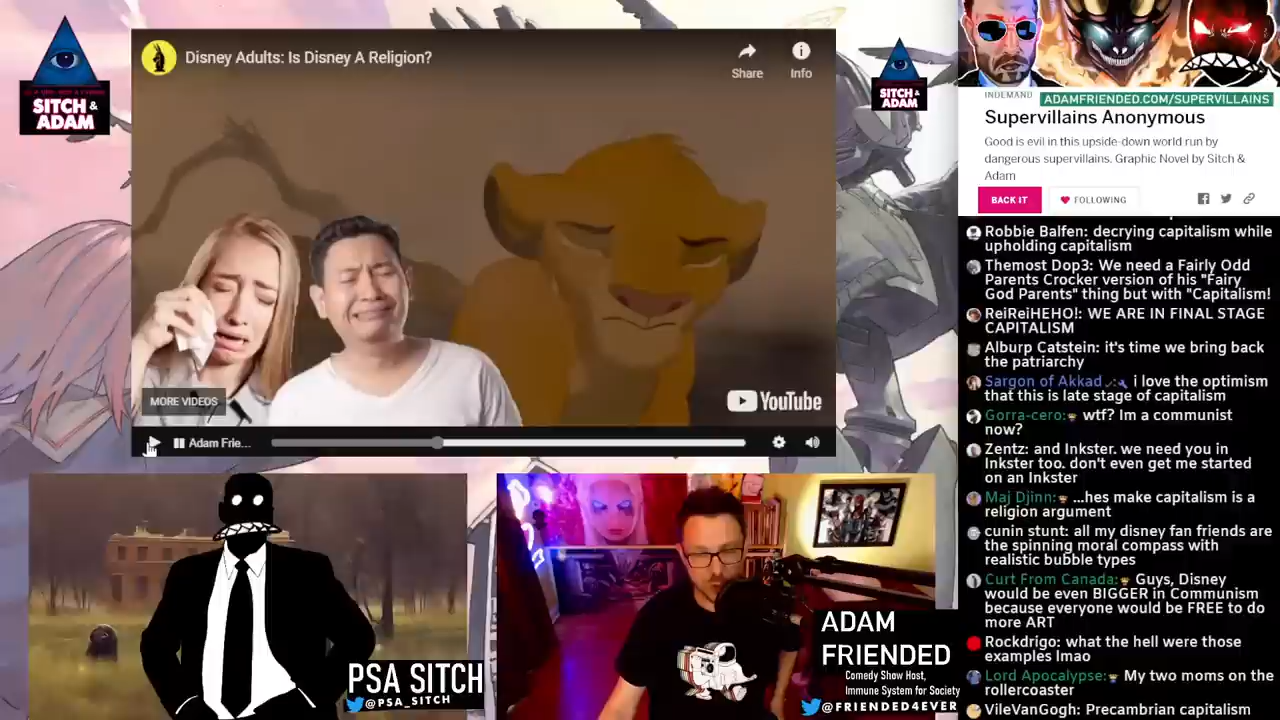 Disney Adults: Is Disney A Religion?
Share
Info
SITCH &
ADAM
SITCH &
ADAM
MORE VIDEOS
YouTube
Adam Frie...
PSA SITCH
@PSA_SITCH
ADAM
FRIENDED
Comedy Show Host,
Immune System for Society
@FRIENDED4EVER
INDEMAND
ADAMFRIENDED.COM/SUPERVILLAINS
Supervillains Anonymous
Good is evil in this upside-down world run by
dangerous supervillains. Graphic Novel by Sitch &
Adam
BACK IT
FOLLOWING
Robbie Balfen: decrying capitalism while
upholding capitalism
Themost Dop3: We need a Fairly Odd
Parents Crocker version of his "Fairy
God Parents" thing but with "Capitalism!
ReiReiHEHO!: WE ARE IN FINAL STAGE
CAPITALISM
Alburp Catstein: it's time we bring back
the patriarchy
Sargon of Akkad i love the optimism
that this is late stage of capitalism
Gorra-cero: wtf? Im a communist
now?
Zentz: and Inkster. we need you in
Inkster too. don't even get me started
on an Inkster
Maj Djinn: ...hes make capitalism is a
religion argument
cunin stunt: all my disney fan friends are
the spinning moral compass with
realistic bubble types
Curt From Canada: Guys, Disney
would be even BIGGER in Communism
because everyone would be FREE to do
more ART
Rockdrigo: what the hell were those
examples lmao
Lord Apocalypse: My two moms on the
rollercoaster
VileVanGogh: Precambrian capitalism